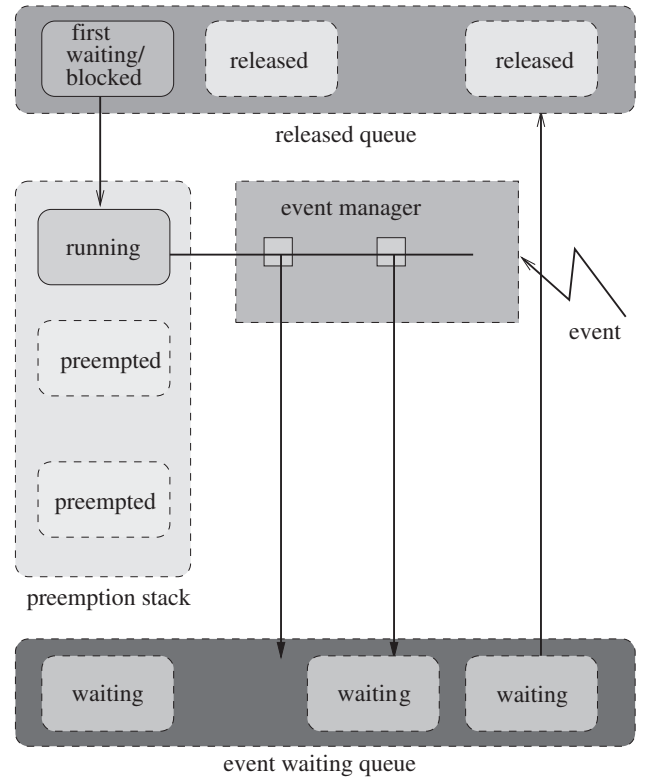 first
waiting/
blocked
released
released
released queue
event manager
running
event
preempted
preempted
preemption stack
waiting
waiting
waiting
event waiting queue